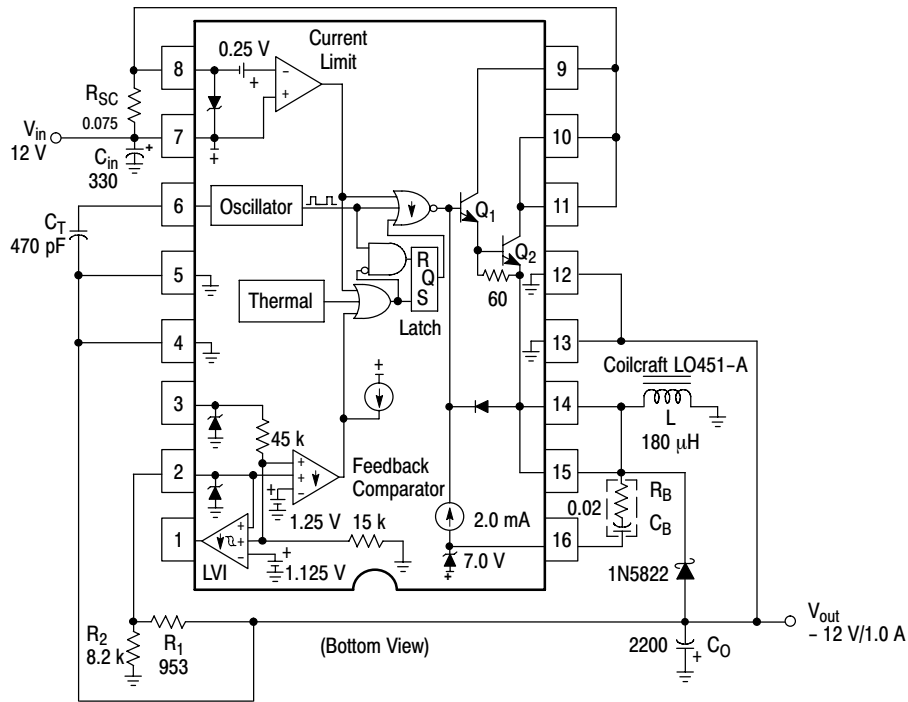 8
0.25 V
+
Current
Limit
−
+
9
R_SC
0.075
V_in
12 V
7
+
10
C_in
330
+
6
Oscillator
Q_1
11
C_T
470 pF
Q_2
5
R
Q
S
60
12
Thermal
Latch
4
13
+
Coilcraft LO451−A
3
14
L
45 k
180 μH
2
+
+
−
Feedback
Comparator
15
R_B
+
1.25 V
0.02
C_B
1
+
+
−
15 k
2.0 mA
16
LVI
+
1.125 V
7.0 V
+
1N5822
R_2
8.2 k
R_1
953
(Bottom View)
V_out
− 12 V/1.0 A
2200
+
C_O